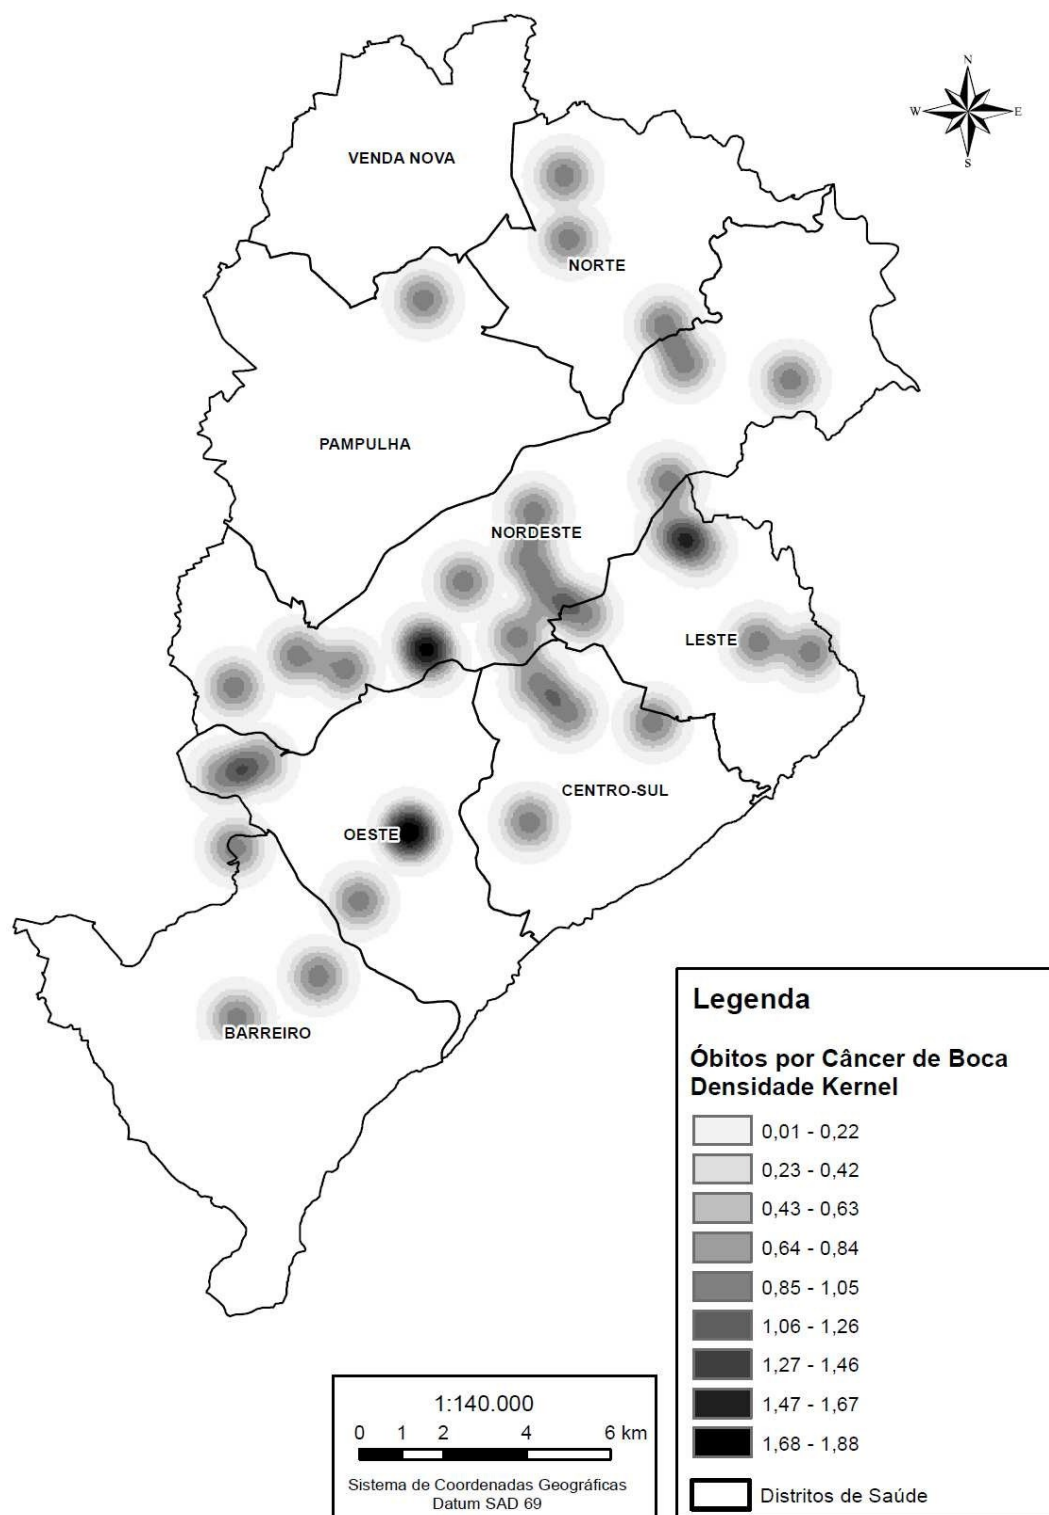 N
W
E
S
VENDA NOVA
NORTE
PAMPULHA
NORDESTE
LESTE
CENTRO-SUL
OESTE
BARREIRO
Legenda
Óbitos por Câncer de Boca
Densidade Kernel
0,01 - 0,22
0,23 - 0,42
0,43 - 0,63
0,64 - 0,84
0,85 - 1,05
1,06 - 1,26
1,27 - 1,46
1,47 - 1,67
1,68 - 1,88
Distritos de Saúde
1:140.000
0 1 2 4 6 km
Sistema de Coordenadas Geográficas
Datum SAD 69